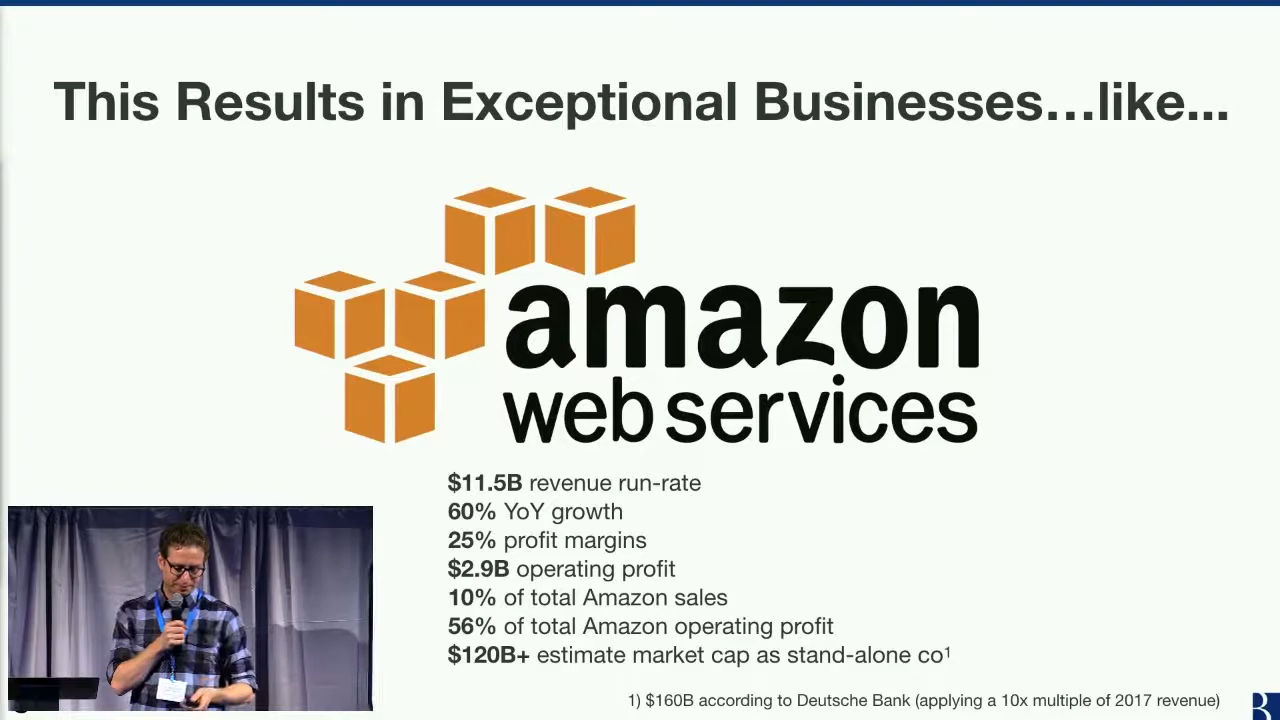 This Results in Exceptional Businesses…like...
amazon
web services
$11.5B revenue run-rate
60% YoY growth
25% profit margins
$2.9B operating profit
10% of total Amazon sales
56% of total Amazon operating profit
$120B+ estimate market cap as stand-alone co¹
1) $160B according to Deutsche Bank (applying a 10x multiple of 2017 revenue)